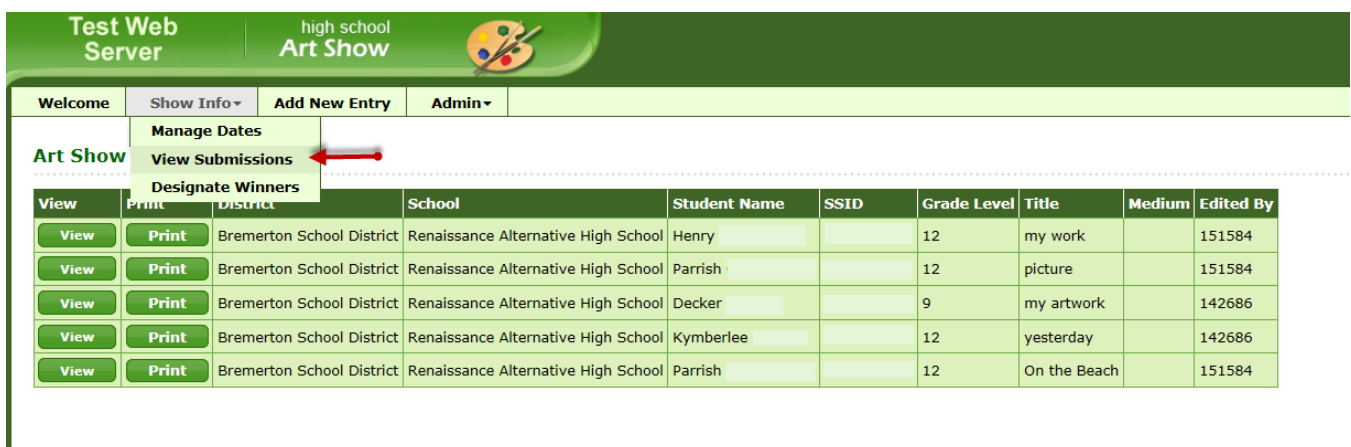 Test Web Server
high school
Art Show
Welcome Show Info Add New Entry Admin
Manage Dates
Art Show View Submissions
Designate Winners
View Print District School Student Name SSID Grade Level Title Medium Edited By
View Print Bremerton School District Renaissance Alternative High School Henry 12 my work 151584
View Print Bremerton School District Renaissance Alternative High School Parrish 12 picture 151584
View Print Bremerton School District Renaissance Alternative High School Decker 9 my artwork 142686
View Print Bremerton School District Renaissance Alternative High School Kymberlee 12 yesterday 142686
View Print Bremerton School District Renaissance Alternative High School Parrish 12 On the Beach 151584